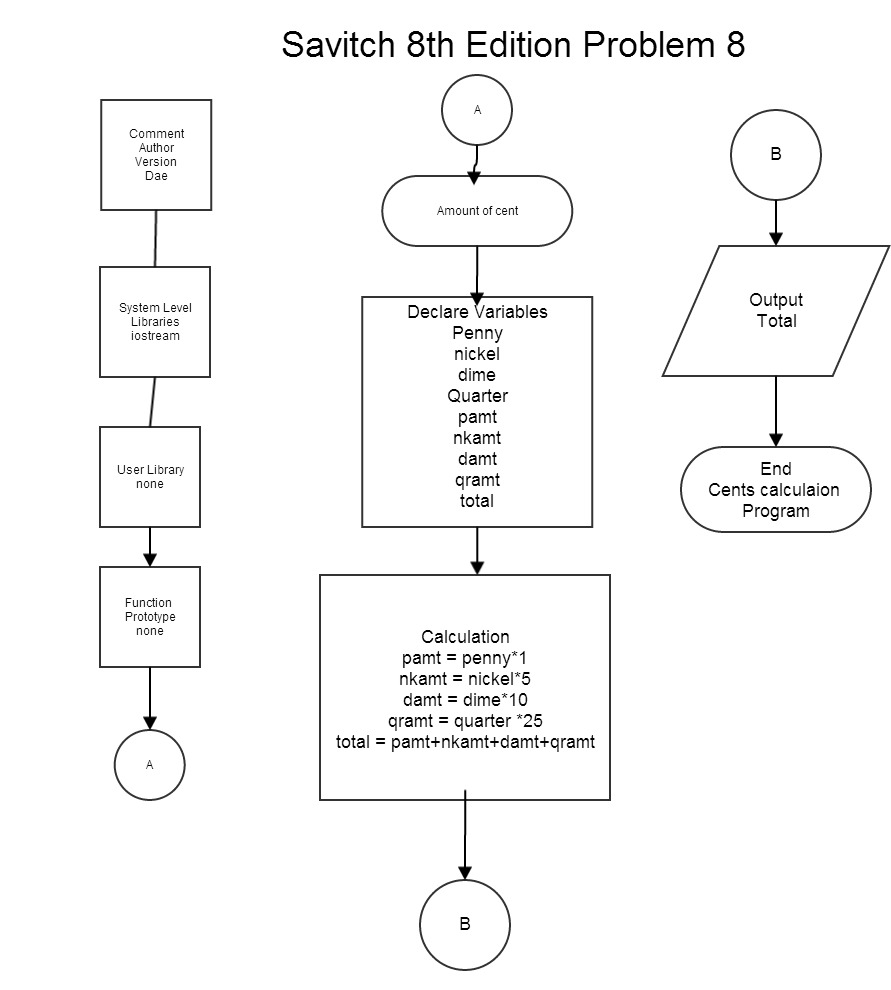 Savitch 8th Edition Problem 8
Comment
Author
Version
Dae
System Level
Libraries
iostream
User Library
none
Function
Prototype
none
A
A
Amount of cent
Declare Variables
Penny
nickel
dime
Quarter
pamt
nkamt
damt
qramt
total
Calculation
pamt = penny*1
nkamt = nickel*5
damt = dime*10
qramt = quarter *25
total = pamt+nkamt+damt+qramt
B
B
Output
Total
End
Cents calculaion
Program